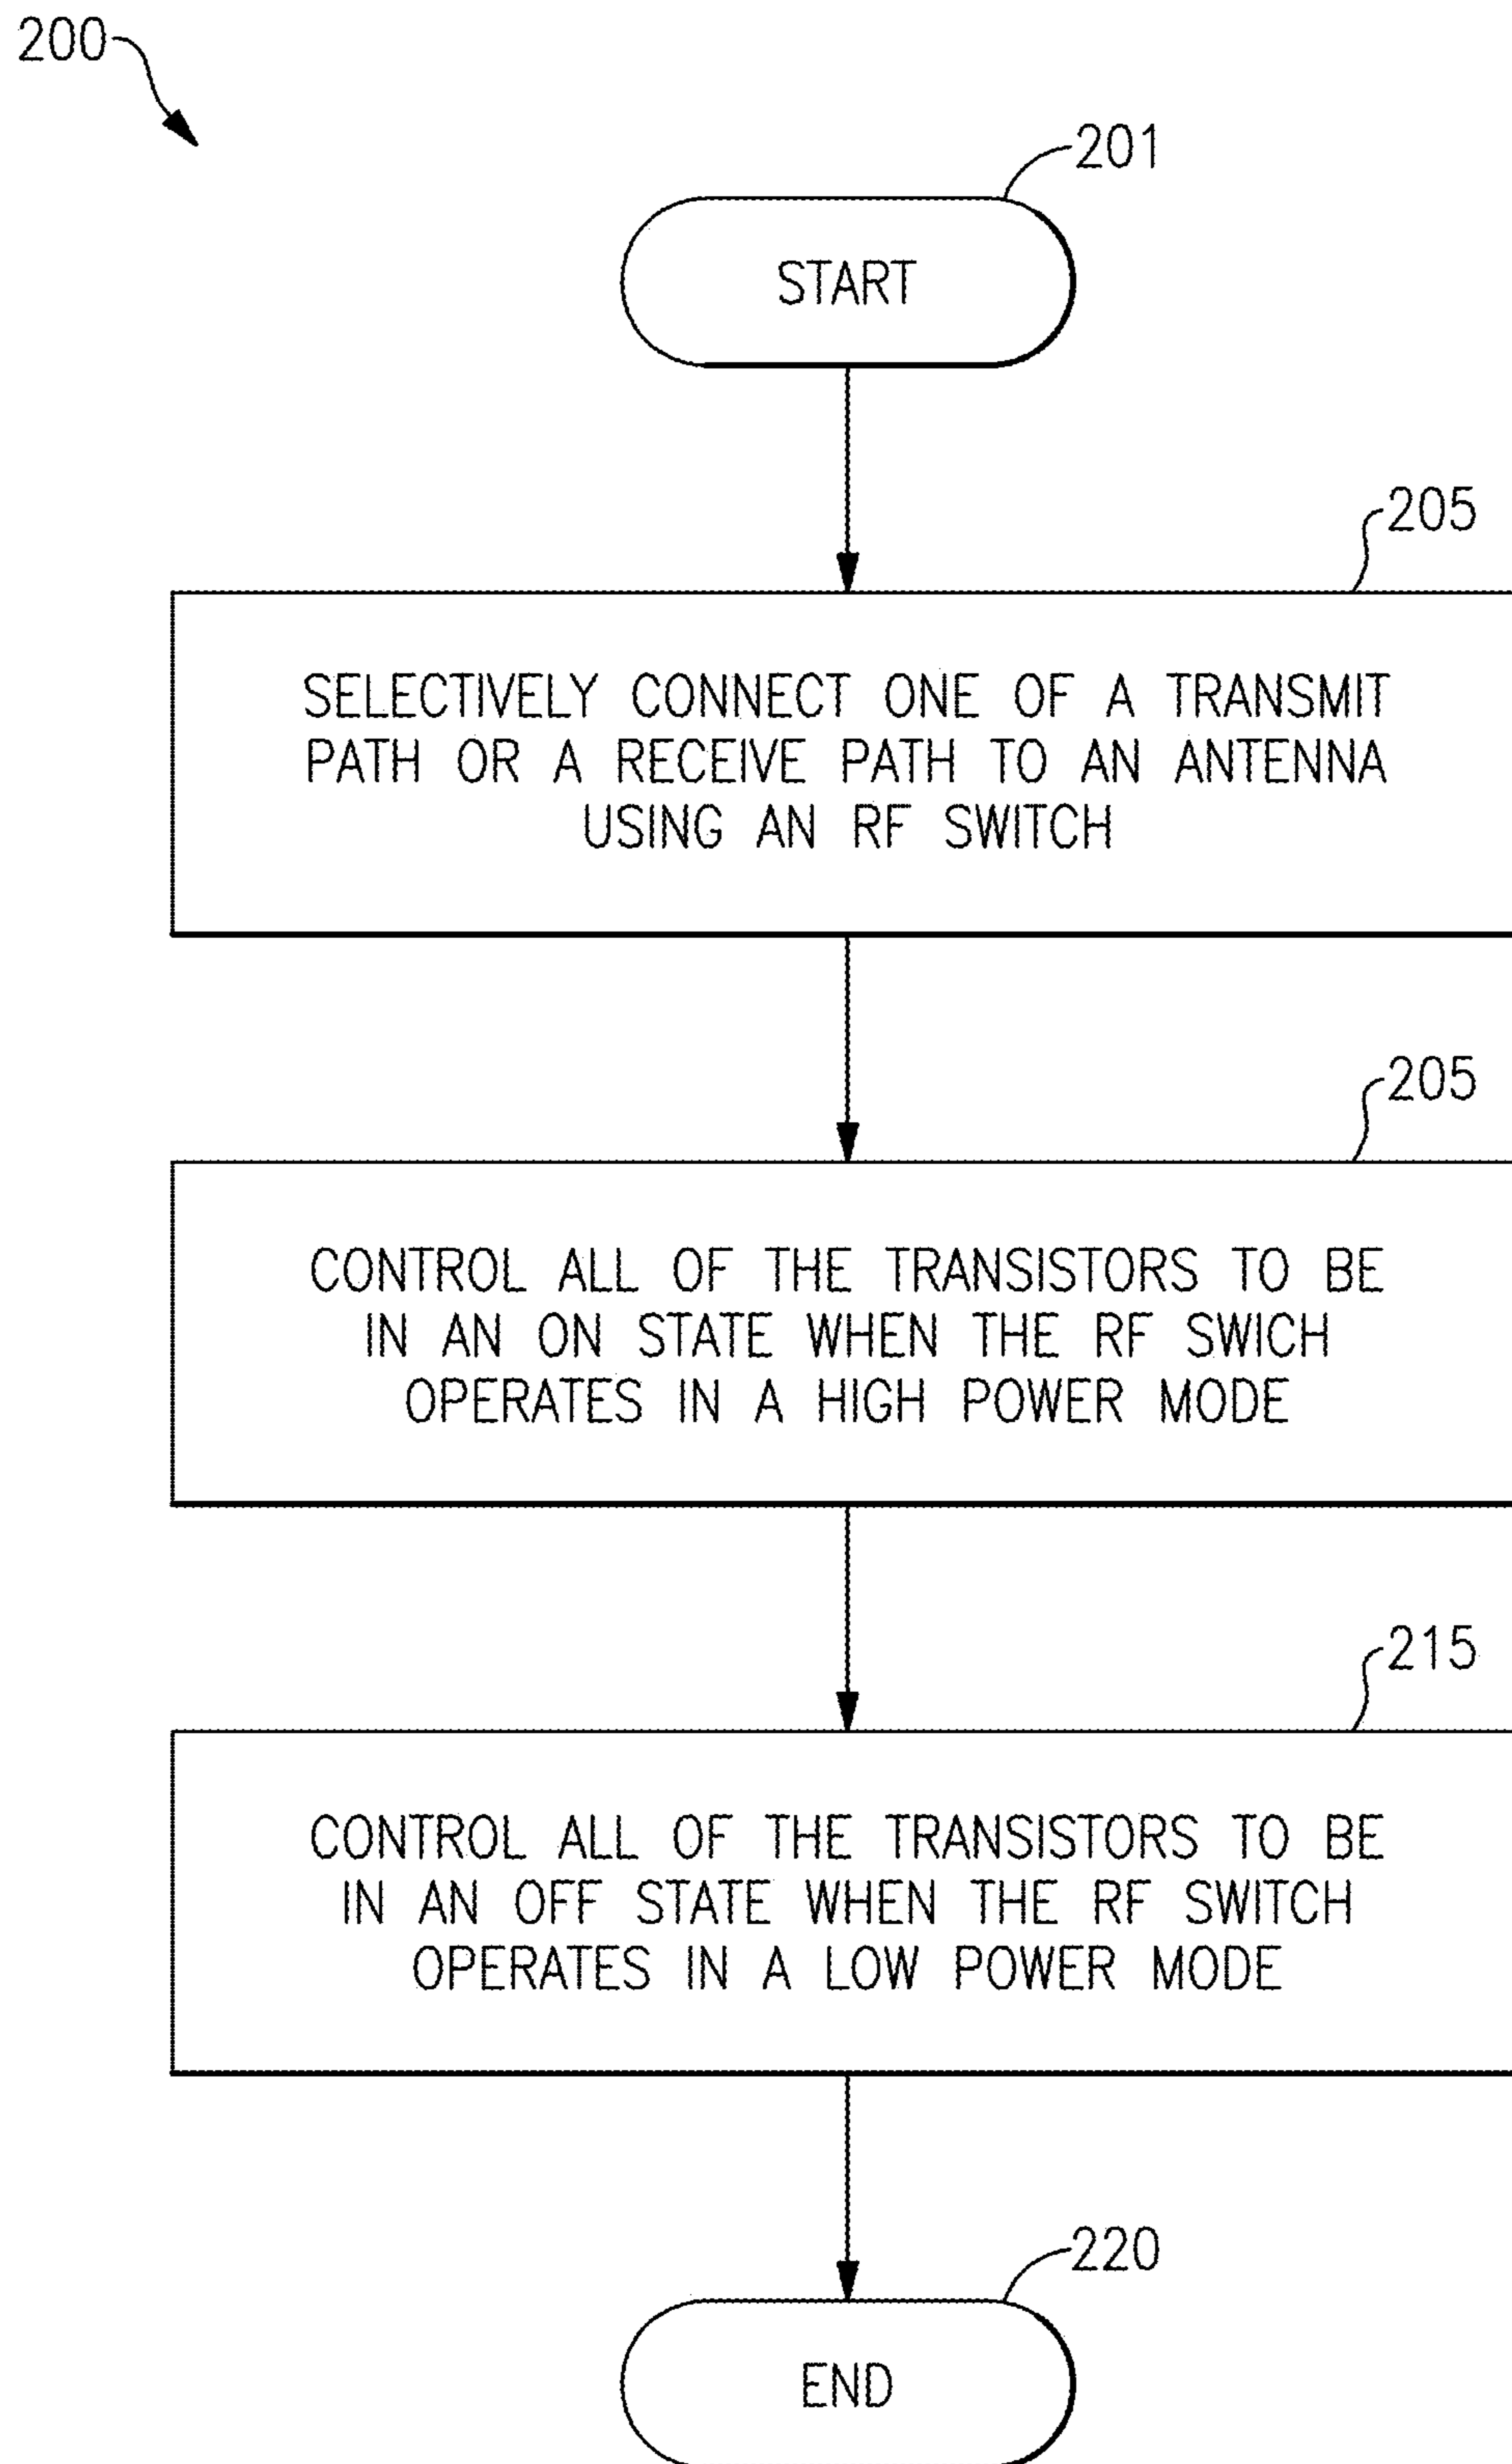 200
201
START
205
SELECTIVELY CONNECT ONE OF A TRANSMIT
PATH OR A RECEIVE PATH TO AN ANTENNA
USING AN RF SWITCH
205
CONTROL ALL OF THE TRANSISTORS TO BE
IN AN ON STATE WHEN THE RF SWICH
OPERATES IN A HIGH POWER MODE
215
CONTROL ALL OF THE TRANSISTORS TO BE
IN AN OFF STATE WHEN THE RF SWITCH
OPERATES IN A LOW POWER MODE
220
END